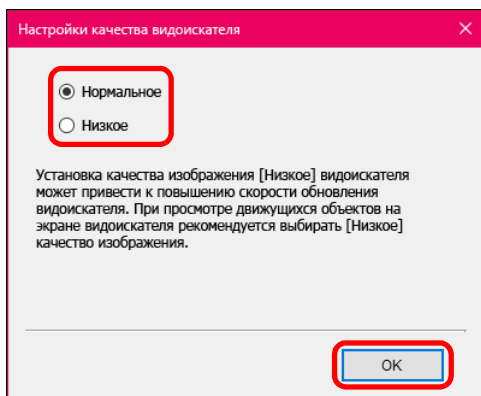 Настройки качества видоискателя
Нормальное
Низкое
Установка качества изображения [Низкое] видоискателя
может привести к повышению скорости обновления
видоискателя. При просмотре движущихся объектов на
экране видоискателя рекомендуется выбирать [Низкое]
качество изображения.
OK